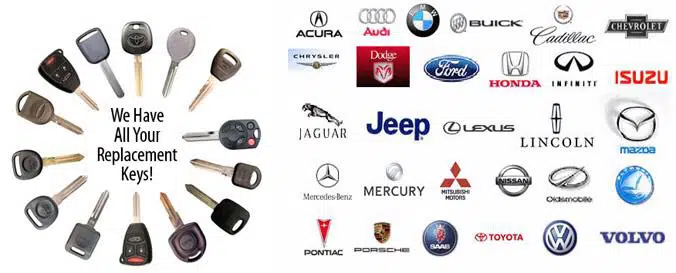 We Have
All Your
Replacement
Keys!
ACURA
Audi
BMW
BUICK
Cadillac
CHEVROLET
CHRYSLER
Dodge
Ford
HONDA
INFINITI
ISUZU
JAGUAR
Jeep
LEXUS
LINCOLN
mazda
Mercedes-Benz
MERCURY
MITSUBISHI
MOTORS
NISSAN
Oldsmobile
PONTIAC
PORSCHE
SAAB
TOYOTA
VOLVO